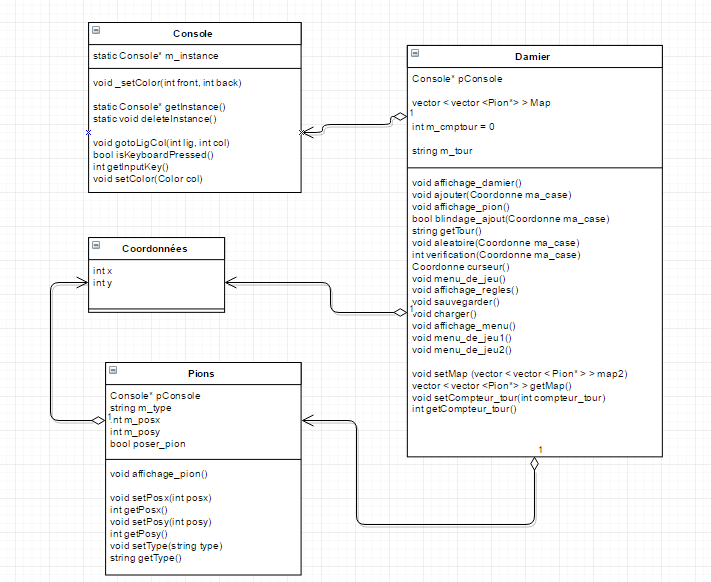 Console
static Console* m_instance
void _setColor(int front, int back)
static Console* getInstance()
static void deleteInstance()
void gotoLigCol(int lig, int col)
bool isKeyboardPressed()
int getInputKey()
void setColor(Color col)
Damier
Console* pConsole
vector < vector <Pion*> > Map
1
int m_cmptour = 0
string m_tour
void affichage_damier()
void ajouter(Coordonne ma_case)
void affichage_pion()
bool blindage_ajout(Coordonne ma_case)
string getTour()
void aleatoire(Coordonne ma_case)
int verification(Coordonne ma_case)
Coordonne curseur()
void menu_de_jeu()
void affichage_regles()
void sauvegarder()
1
void charger()
void affichage_menu()
void menu_de_jeu1()
void menu_de_jeu2()
void setMap (vector < vector < Pion* > > map2)
vector < vector <Pion*> > getMap()
void setCompteur_tour(int compteur_tour)
int getCompteur_tour()
1
Coordonnées
int x
int y
Pions
Console* pConsole
string m_type
1
int m_posx
int m_posy
bool poser_pion
void affichage_pion()
void setPosx(int posx)
int getPosx()
void setPosy(int posy)
int getPosy()
void setType(string type)
string getType()